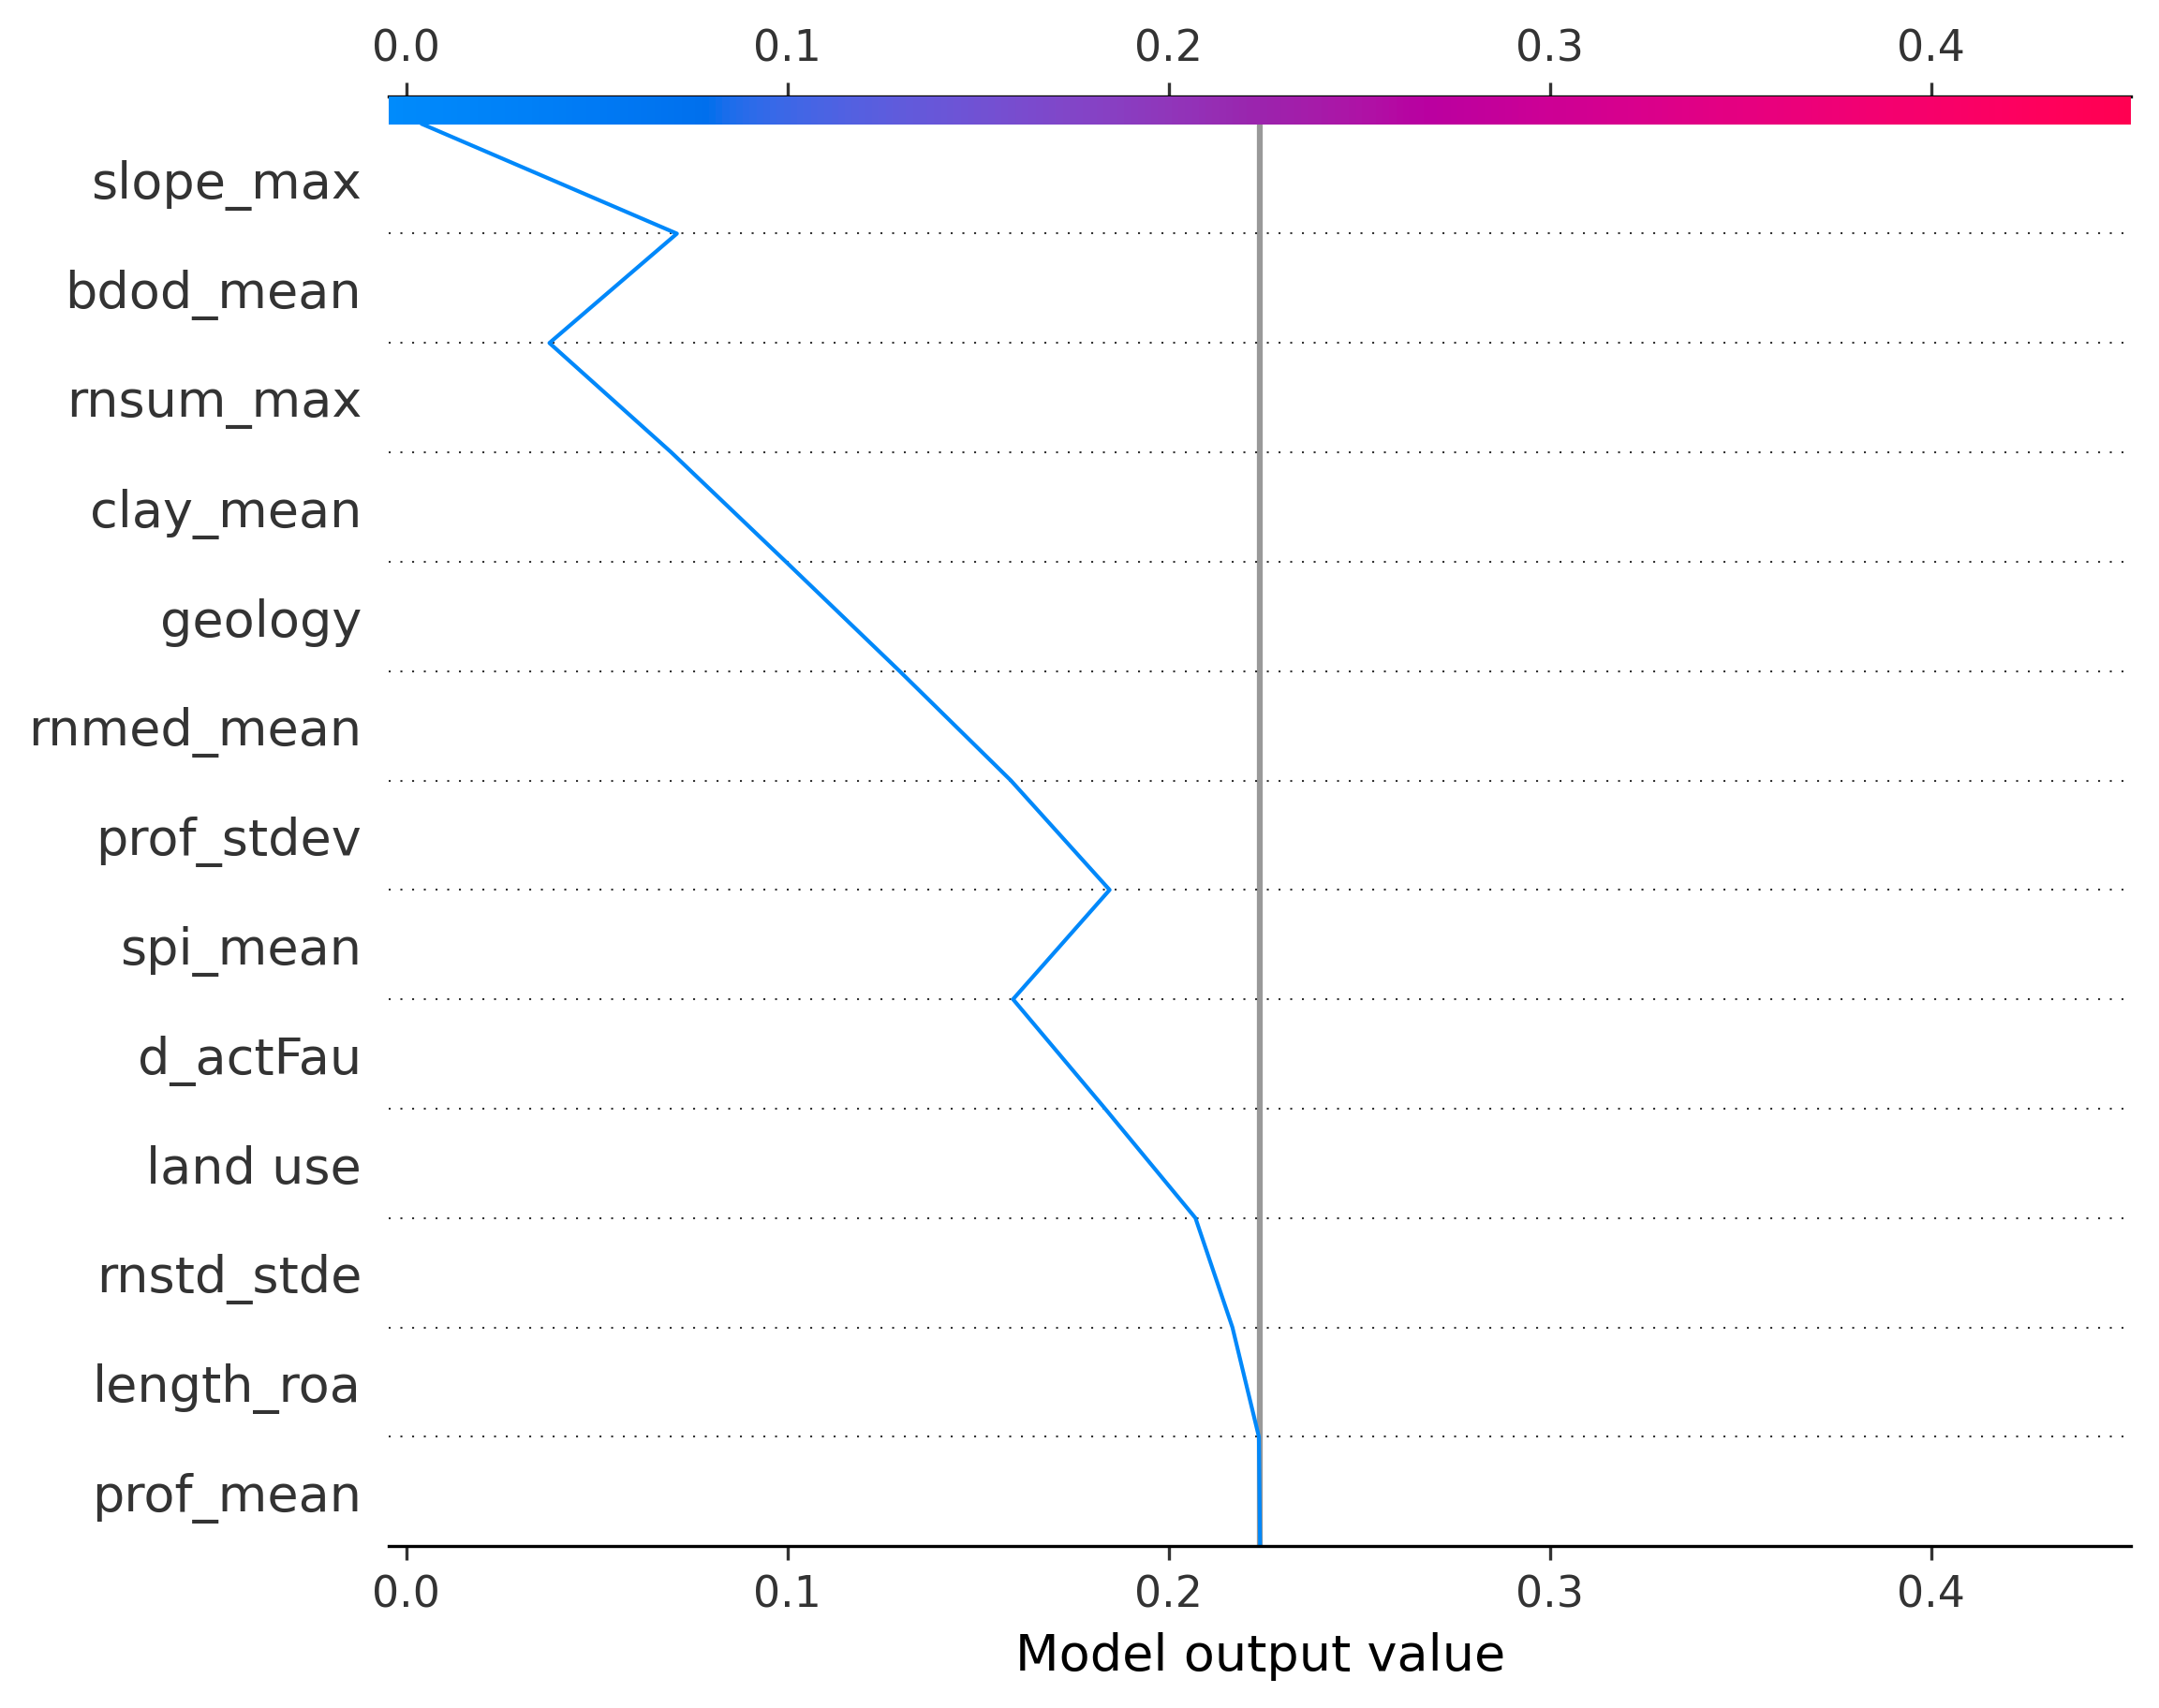 0.0 0.1 0.2 0.3 0.4
slope_max
bdod_mean
rnsum_max
clay_mean
geology
rnmed_mean
prof_stdev
spi_mean
d_actFau
land use
rnstd_stde
length_roa
prof_mean
0.0 0.1 0.2 0.3 0.4
Model output value